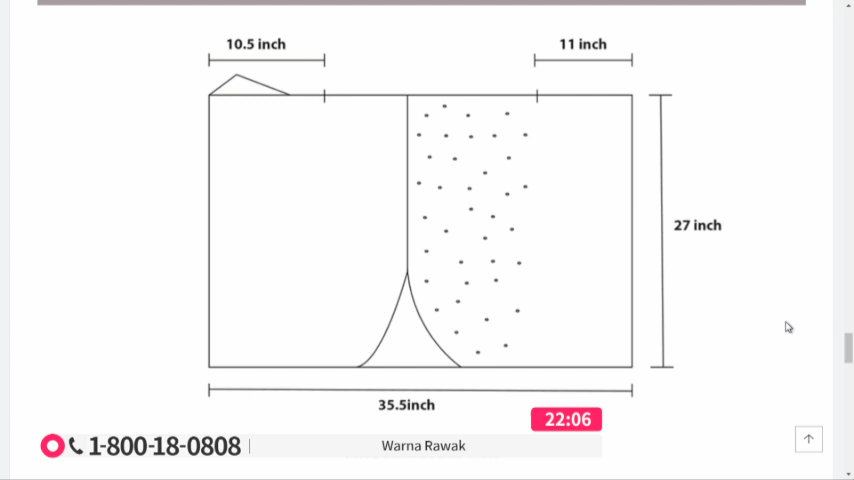 10.5 inch
11 inch
27 inch
35.5inch
22:06
1-800-18-0808
Warna Rawak